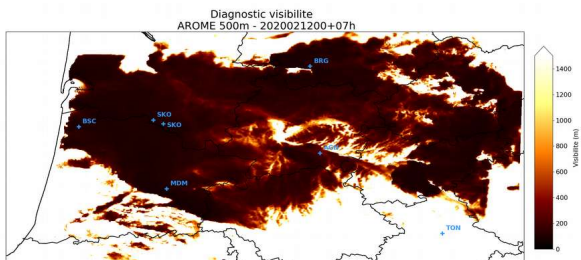 Diagnostic visibilite
AROME 500m - 2020021200+07h
BRG
SKO
SKO
BSC
MDM
TON
1400
1200
1000
800
600
400
200
0
Visibilite (m)